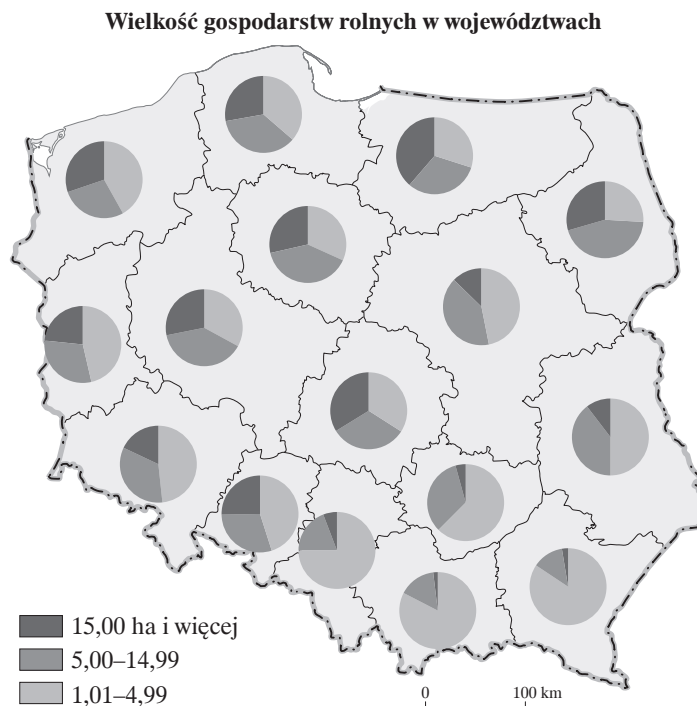 Wielkość gospodarstw rolnych w województwach
15,00 ha i więcej
5,00–14,99
1,01–4,99
0
100 km